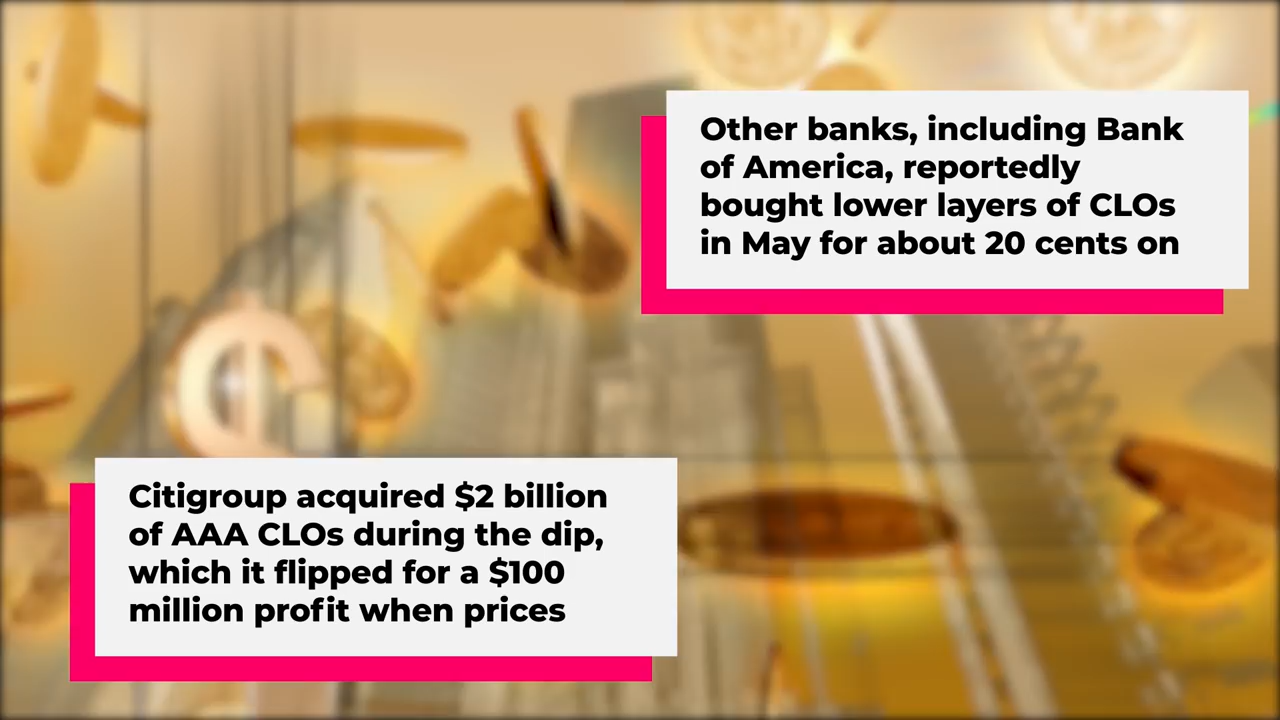 Other banks, including Bank
of America, reportedly
bought lower layers of CLOs
in May for about 20 cents on
Citigroup acquired $2 billion
of AAA CLOs during the dip,
which it flipped for a $100
million profit when prices